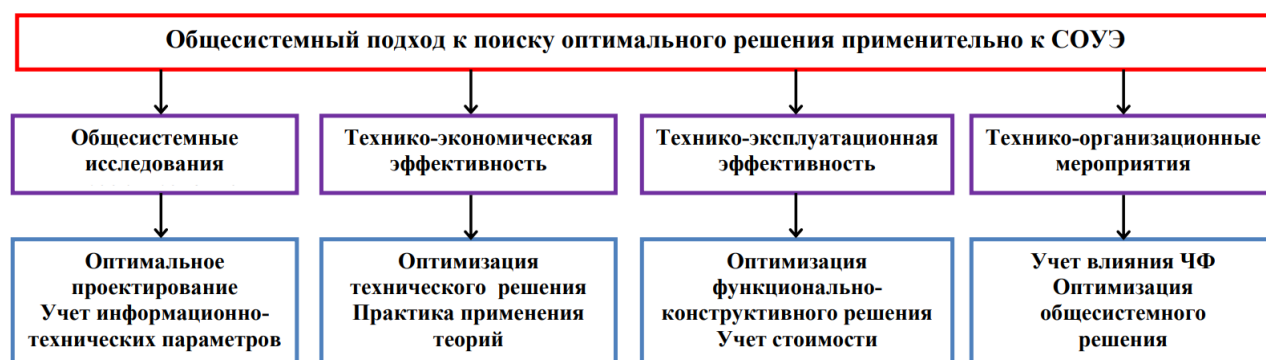 Общесистемный подход к поиску оптимального решения применительно к СОУЭ
Общесистемные
исследования
Технико-экономическая
эффективность
Технико-эксплуатационная
эффективность
Технико-организационные
мероприятия
Оптимальное
проектирование
Учет информационно-
технических параметров
Оптимизация
технического решения
Практика применения
теорий
Оптимизация
функционально-
конструктивного решения
Учет стоимости
Учет влияния ЧФ
Оптимизация
общесистемного
решения